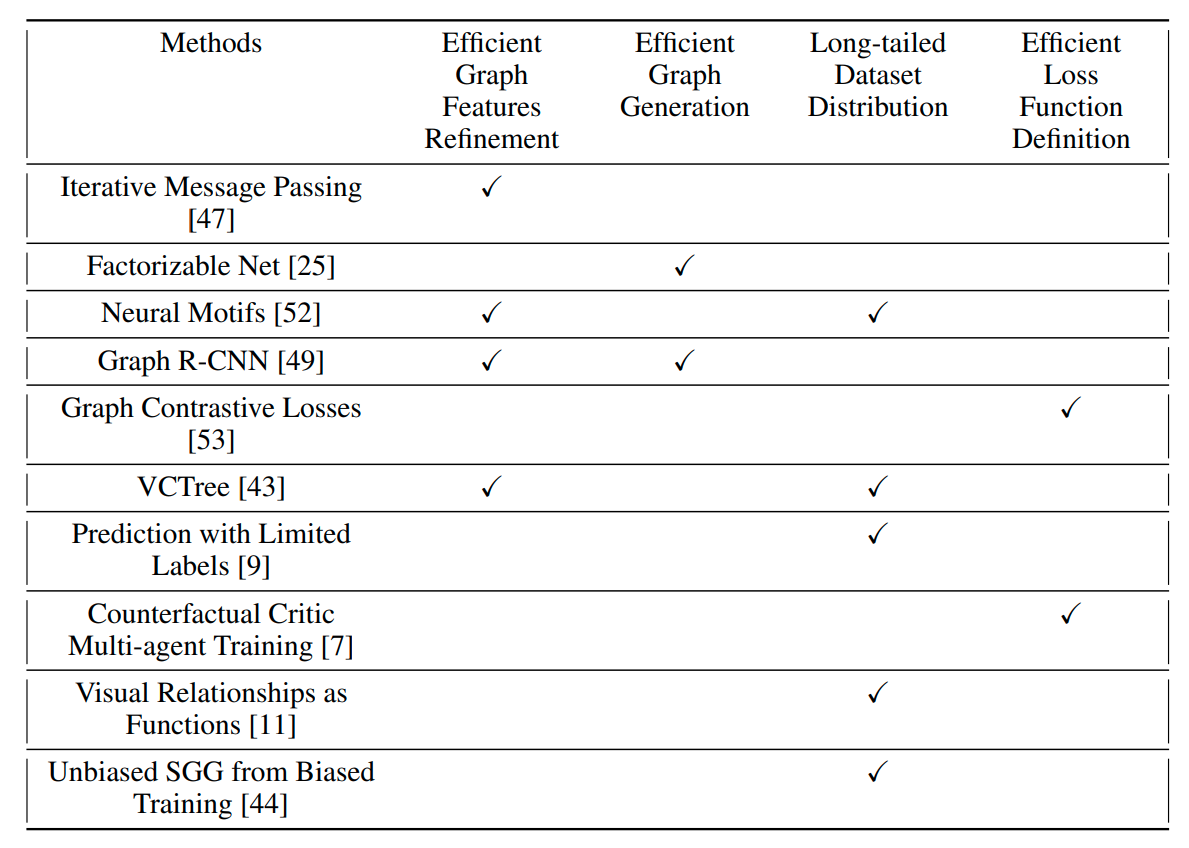 Methods Efficient Efficient Long-tailed Efficient
Graph Graph Dataset Loss
Features Generation Distribution Function
Refinement Definition
Iterative Message Passing ✓
[47]
Factorizable Net [25] ✓
Neural Motifs [52] ✓ ✓
Graph R-CNN [49] ✓ ✓
Graph Contrastive Losses ✓
[53]
VCTree [43] ✓ ✓
Prediction with Limited ✓
Labels [9]
Counterfactual Critic ✓
Multi-agent Training [7]
Visual Relationships as ✓
Functions [11]
Unbiased SGG from Biased ✓
Training [44]